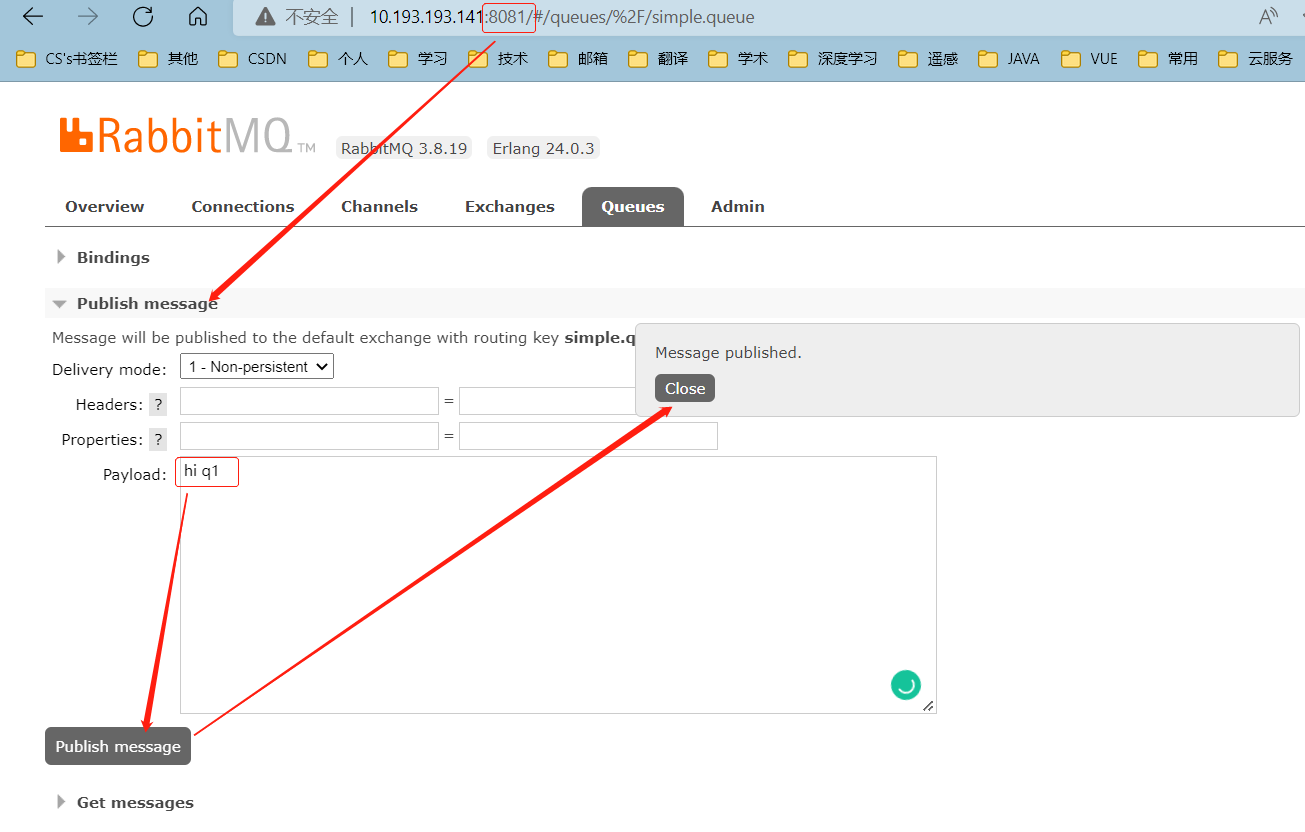 不安全 | 10.193.193.141:8081/#/queues/%2F/simple.queue
CS's书签栏 其他 CSDN 个人 学习 技术 邮箱 翻译 学术 深度学习 遥感 JAVA VUE 常用 云服务
RabbitMQ TM RabbitMQ 3.8.19 Erlang 24.0.3
Overview Connections Channels Exchanges Queues Admin
Bindings
Publish message
Message will be published to the default exchange with routing key simple.q
Message published.
Close
Delivery mode: 1 - Non-persistent
Headers: ? =
Properties: ? =
Payload: hi q1
Publish message
Get messages